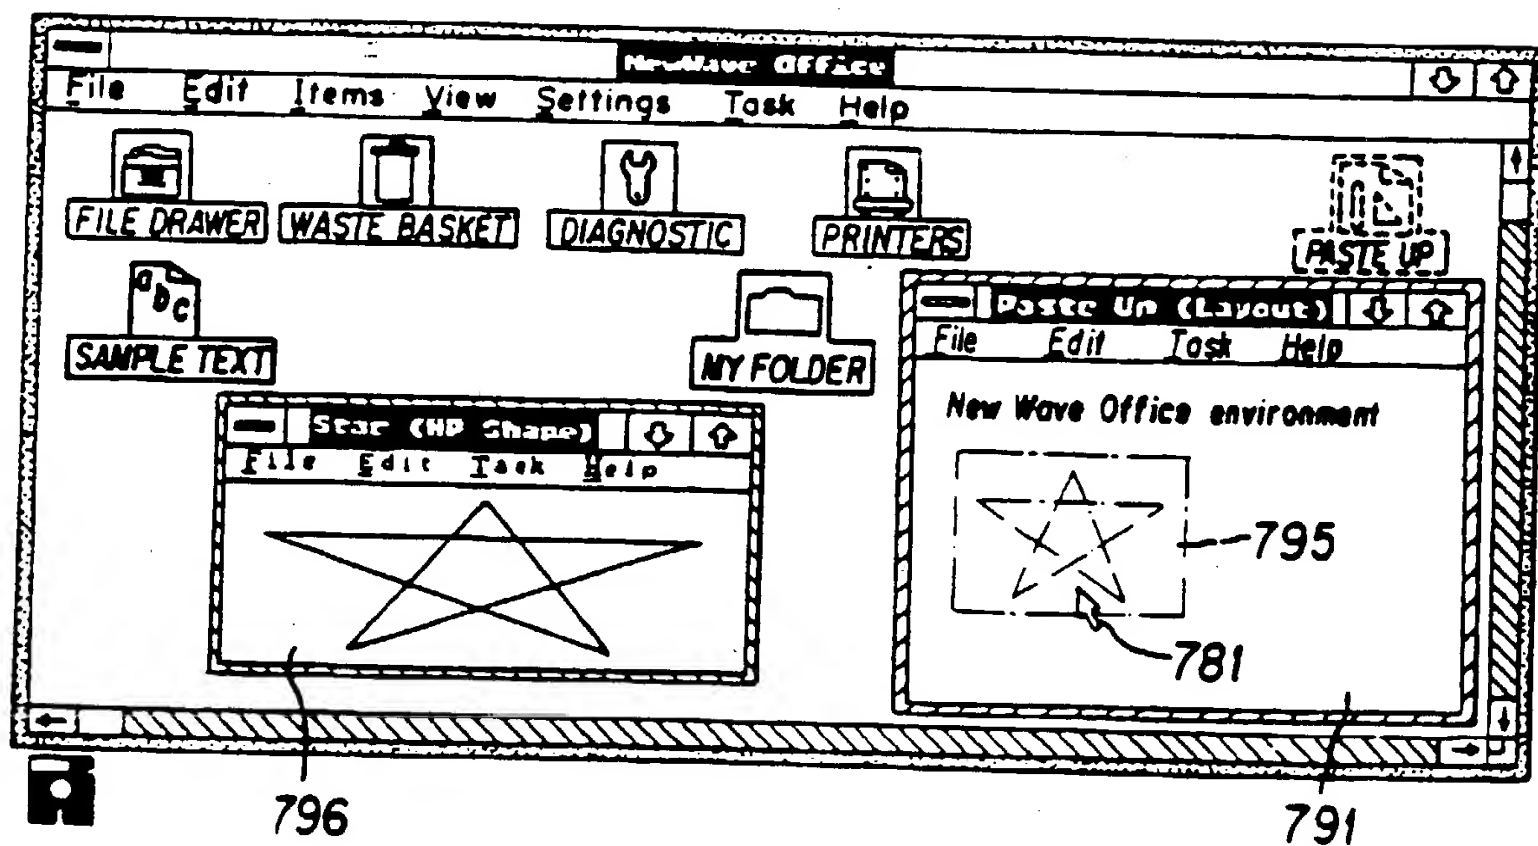 NewWave Office
File Edit Items View Settings Task Help
FILE DRAWER WASTE BASKET DIAGNOSTIC PRINTERS PASTE UP
abc
SAMPLE TEXT MY FOLDER
Paste Up (Layout)
File Edit Task Help
New Wave Office environment
795
781
791
Star (HP Shape)
File Edit Task Help
796